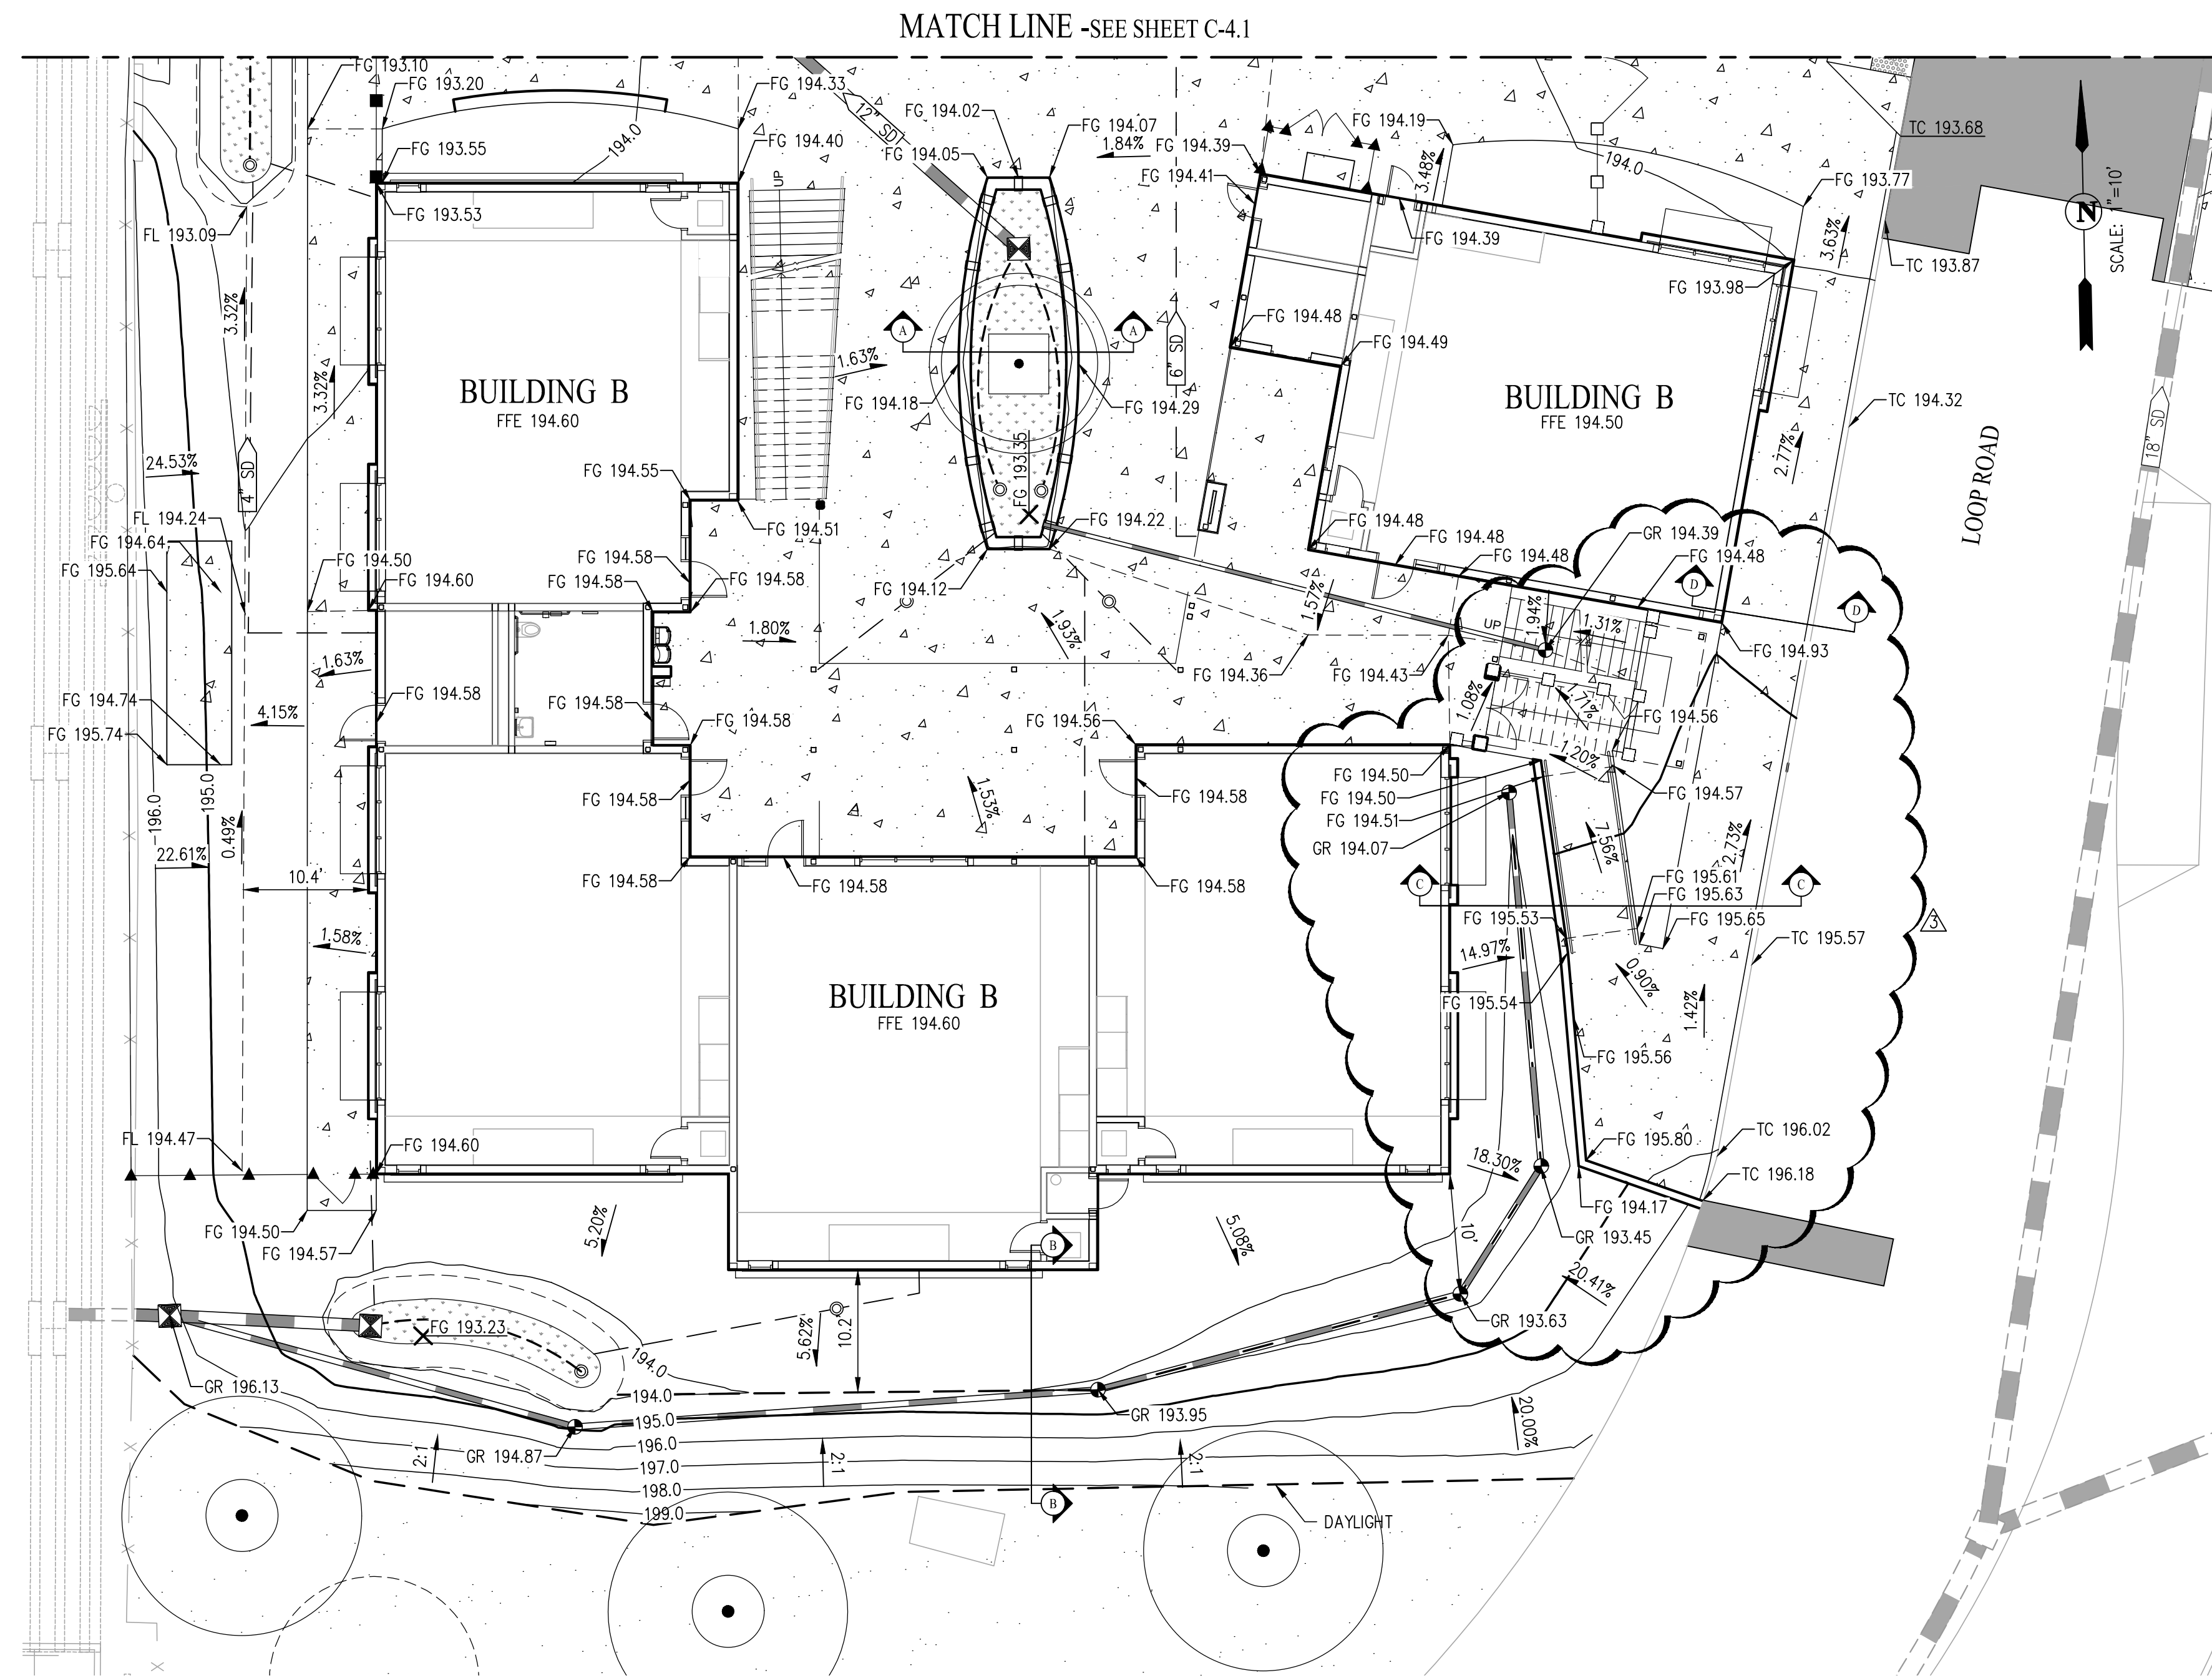 MATCH LINE -SEE SHEET C-4.1
FG 193.10
FG 193.20
FG 194.33
12" SD
FG 194.02
FG 194.07
FG 194.19
TC 193.68
194.0
FG 194.40
1.84%
FG 194.39
FG 193.55
FG 194.05
UP
FG 194.41
3.48%
194.0
FG 193.77
N
SCALE: 1"=10'
FG 193.53
FL 193.09
FG 194.39
3.63%
TC 193.87
FG 193.98
3.32%
FG 194.48
A
A
FG 194.49
6" SD
1.63%
3.32%
BUILDING B
FFE 194.60
FG 194.18
FG 194.29
BUILDING B
FFE 194.50
TC 194.32
18" SD
2.77%
LOOP ROAD
24.53%
4" SD
FG 194.55
FG 193.35
FL 194.24
FG 194.64
FG 194.51
FG 194.22
FG 194.48
FG 194.48
GR 194.39
FG 195.64
FG 194.50
FG 194.60
FG 194.58
FG 194.58
FG 194.58
FG 194.12
FG 194.48
FG 194.48
D
D
1.57%
1.94%
1.31%
UP
1.80%
1.93%
FG 194.93
1.63%
FG 194.36
FG 194.43
1.08%
1.71%
FG 194.74
4.15%
FG 194.58
FG 194.58
FG 194.58
FG 194.56
FG 194.56
FG 195.74
1.20%
196.0
195.0
FG 194.50
FG 194.58
1.53%
FG 194.58
FG 194.50
FG 194.57
FG 194.51
0.49%
7.56%
2.73%
22.61%
GR 194.07
10.4'
FG 194.58
FG 194.58
FG 194.58
C
C
FG 195.61
FG 195.63
FG 195.53
FG 195.65
3
1.58%
14.97%
TC 195.57
BUILDING B
FFE 194.60
0.90%
FG 195.54
1.42%
FG 195.56
FL 194.47
FG 194.60
FG 195.80
TC 196.02
18.30%
TC 196.18
FG 194.17
FG 194.50
FG 194.57
5.20%
B
5.08%
10'
GR 193.45
20.41%
FG 193.23
5.62%
10.2'
GR 193.63
194.0
GR 196.13
194.0
195.0
GR 193.95
20.00%
GR 194.87
196.0
2:1
2:1
2:1
197.0
198.0
B
199.0
DAYLIGHT